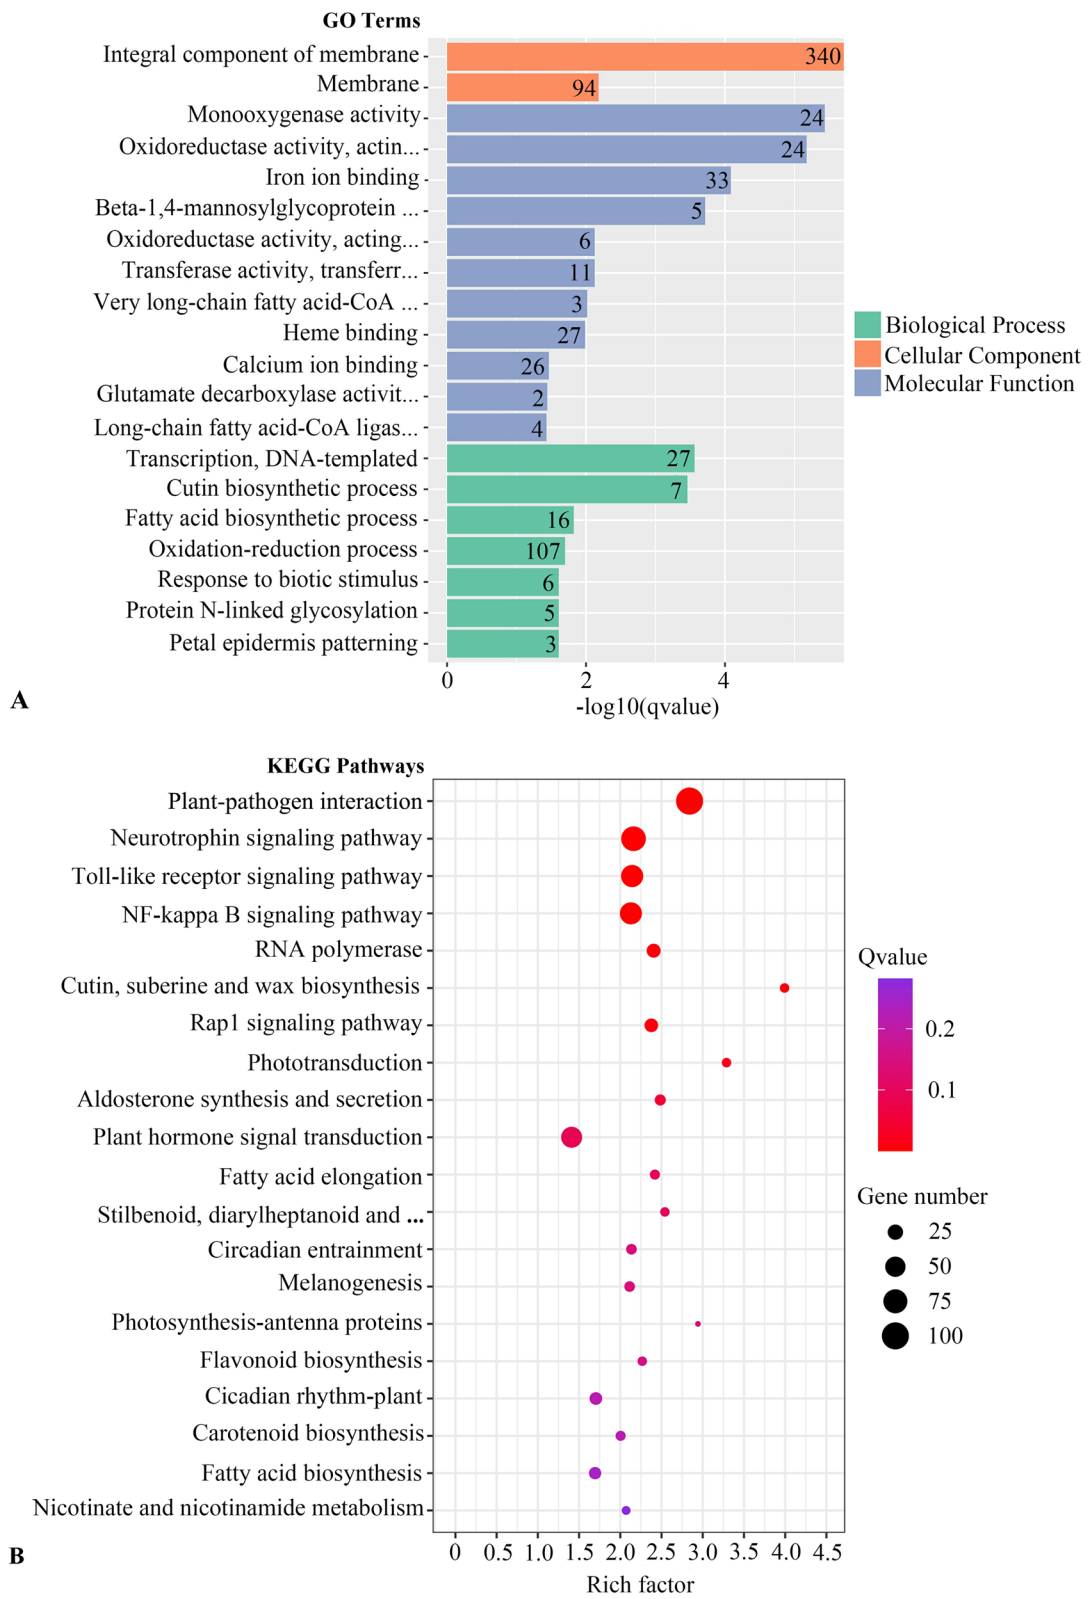 GO Terms
Integral component of membrane 340
Membrane 94
Monooxygenase activity 24
Oxidoreductase activity, actin... 24
Iron ion binding 33
Beta-1,4-mannosylglycoprotein ... 5
Oxidoreductase activity, acting... 6
Transferase activity, transferr... 11
Very long-chain fatty acid-CoA ... 3
Heme binding 27
Calcium ion binding 26
Glutamate decarboxylase activit... 2
Long-chain fatty acid-CoA ligas... 4
Transcription, DNA-templated 27
Cutin biosynthetic process 7
Fatty acid biosynthetic process 16
Oxidation-reduction process 107
Response to biotic stimulus 6
Protein N-linked glycosylation 5
Petal epidermis patterning 3
0 2 4
-log10(qvalue)
Biological Process
Cellular Component
Molecular Function
A
KEGG Pathways
Plant-pathogen interaction
Neurotrophin signaling pathway
Toll-like receptor signaling pathway
NF-kappa B signaling pathway
RNA polymerase
Cutin, suberine and wax biosynthesis
Rap1 signaling pathway
Phototransduction
Aldosterone synthesis and secretion
Plant hormone signal transduction
Fatty acid elongation
Stilbenoid, diarylheptanoid and ...
Circadian entrainment
Melanogenesis
Photosynthesis-antenna proteins
Flavonoid biosynthesis
Cicadian rhythm-plant
Carotenoid biosynthesis
Fatty acid biosynthesis
Nicotinate and nicotinamide metabolism
0 0.5 1.0 1.5 2.0 2.5 3.0 3.5 4.0 4.5
Rich factor
Qvalue
0.2
0.1
Gene number
25
50
75
100
B